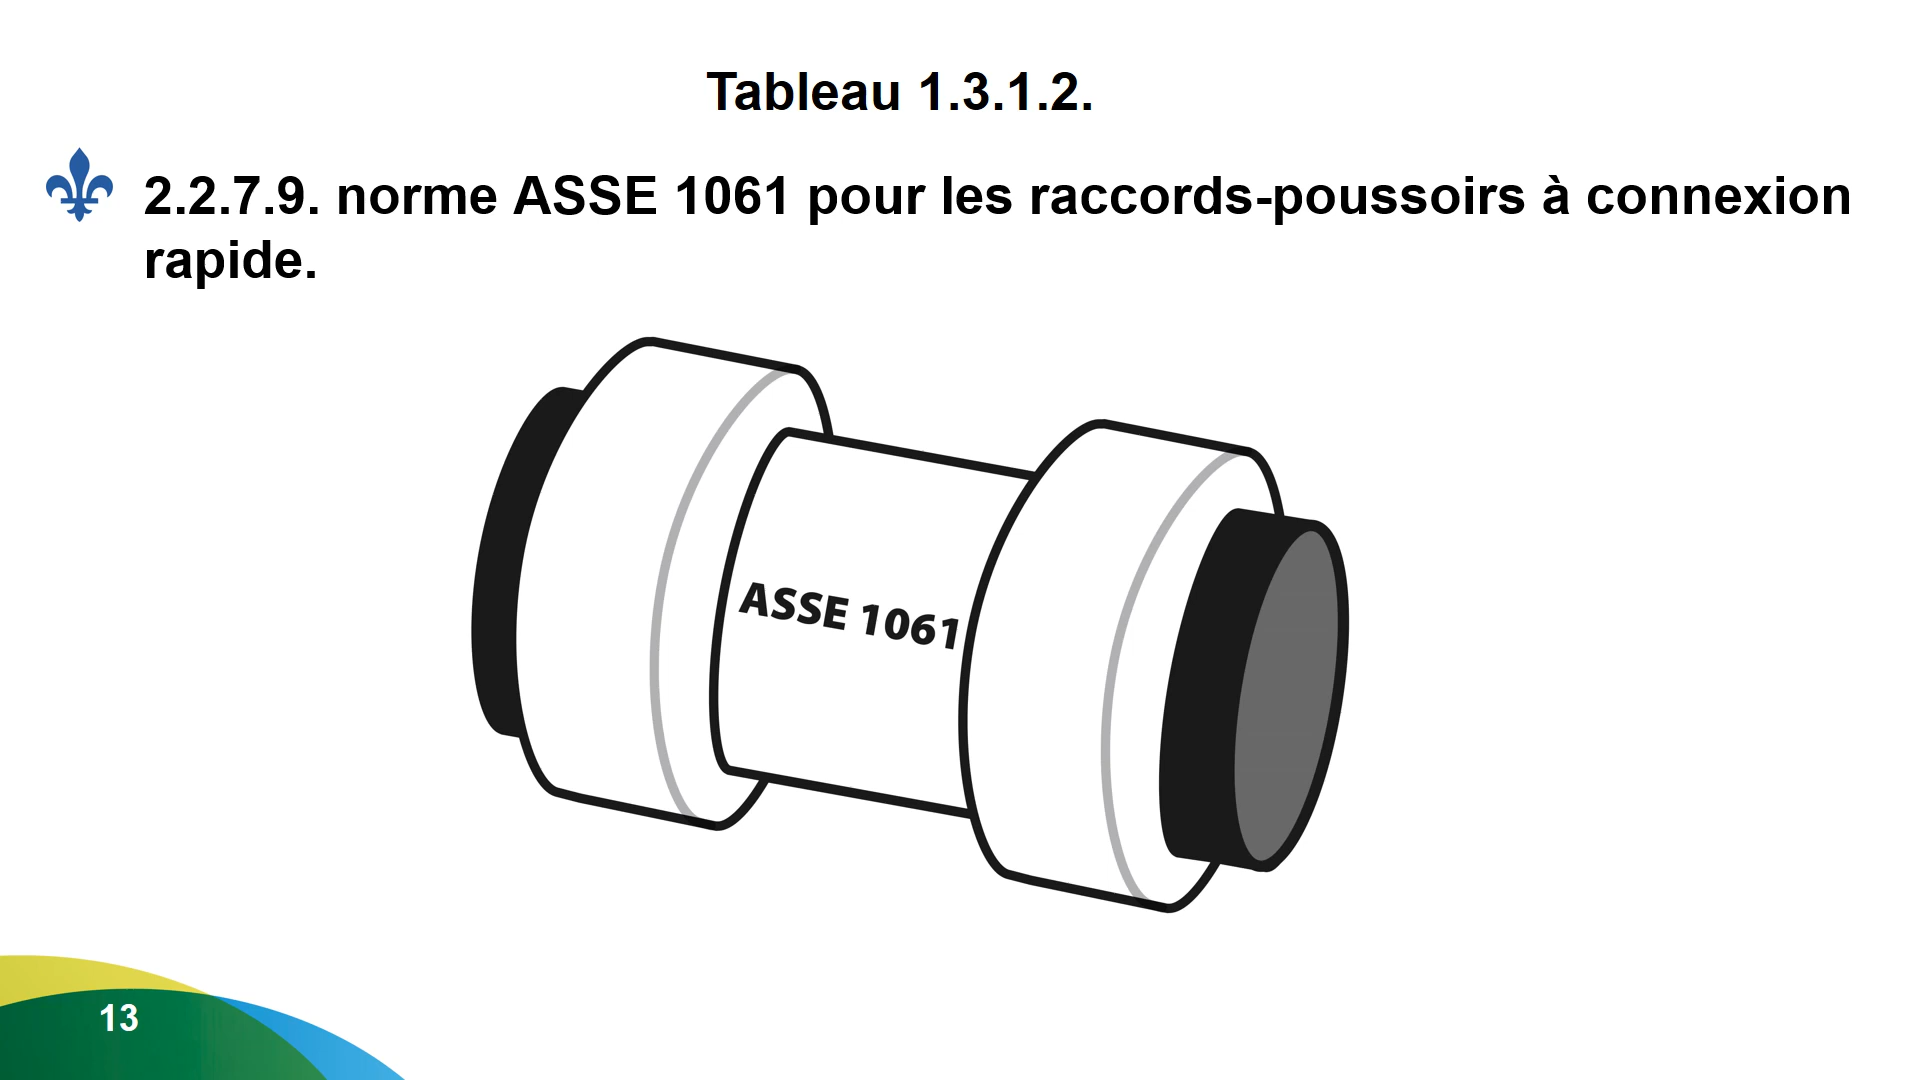 Tableau 1.3.1.2.
2.2.7.9. norme ASSE 1061 pour les raccords-poussoirs à connexion
rapide.
ASSE 1061
13